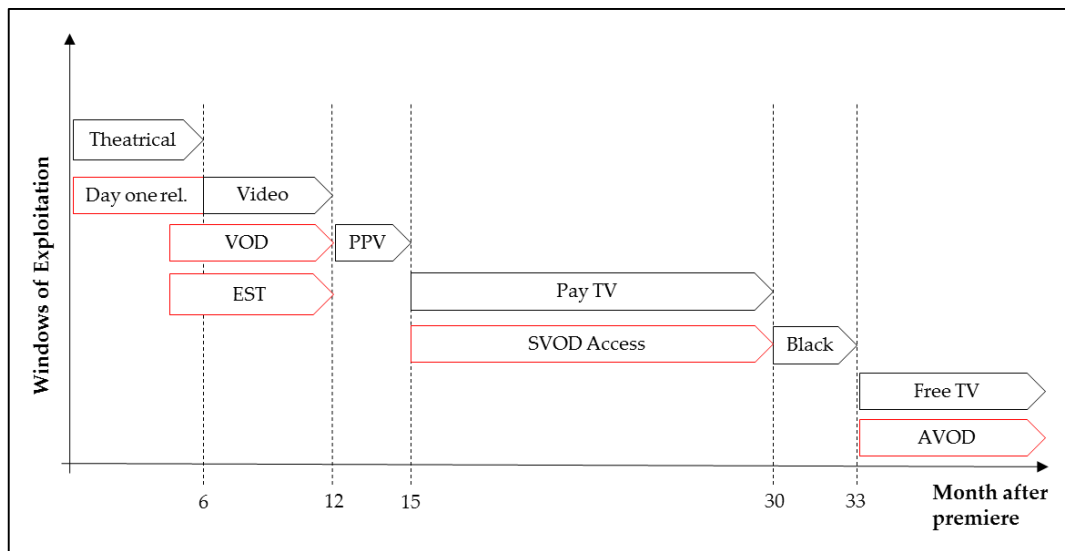 Windows of Exploitation
Theatrical
Day one rel.
Video
VOD
PPV
EST
Pay TV
SVOD Access
Black
Free TV
AVOD
6
12
15
30
33
Month after
premiere